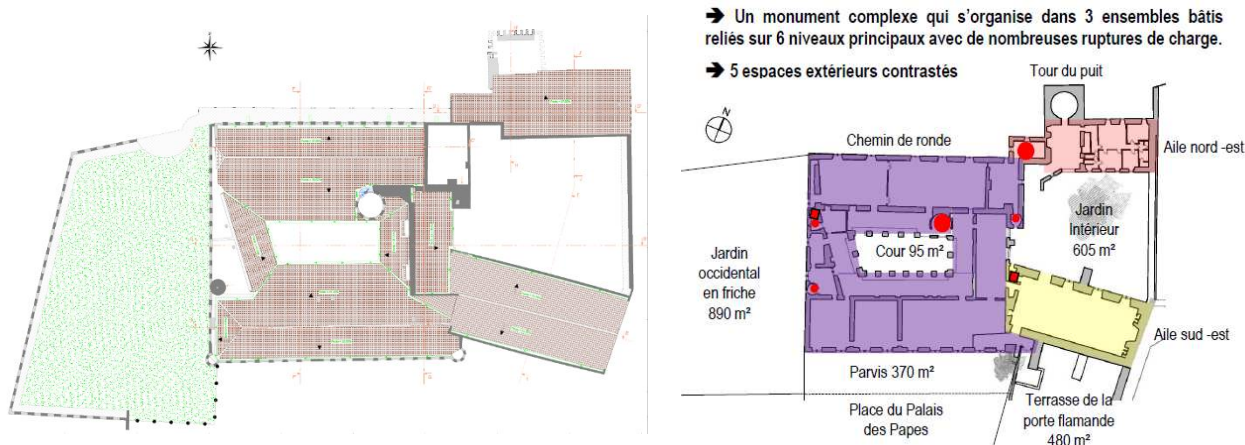 ➔ Un monument complexe qui s’organise dans 3 ensembles bâtis
reliés sur 6 niveaux principaux avec de nombreuses ruptures de charge.
➔ 5 espaces extérieurs contrastés
Tour du puit
N
Chemin de ronde
Aile nord -est
Jardin
Intérieur
605 m²
Cour 95 m²
Jardin
occidental
en friche
890 m²
Aile sud -est
Parvis 370 m²
Place du Palais
des Papes
Terrasse de la
porte flamande
480 m²